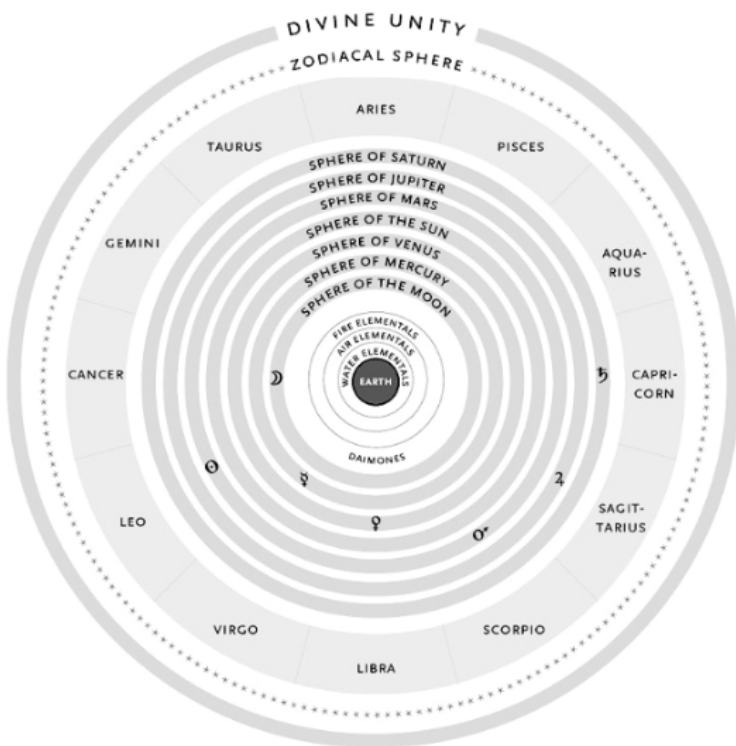 DIVINE UNITY
ZODIACAL SPHERE
ARIES
TAURUS
PISCES
SPHERE OF SATURN
SPHERE OF JUPITER
SPHERE OF MARS
SPHERE OF THE SUN
SPHERE OF VENUS
SPHERE OF MERCURY
SPHERE OF THE MOON
GEMINI
AQUA-
RIUS
FIRE ELEMENTALS
AIR ELEMENTALS
WATER ELEMENTALS
EARTH
CANCER
☽
♄
CAPRI-
CORN
DAIMONES
☉
☿
♃
♀
♂
LEO
SAGIT-
TARIUS
VIRGO
SCORPIO
LIBRA